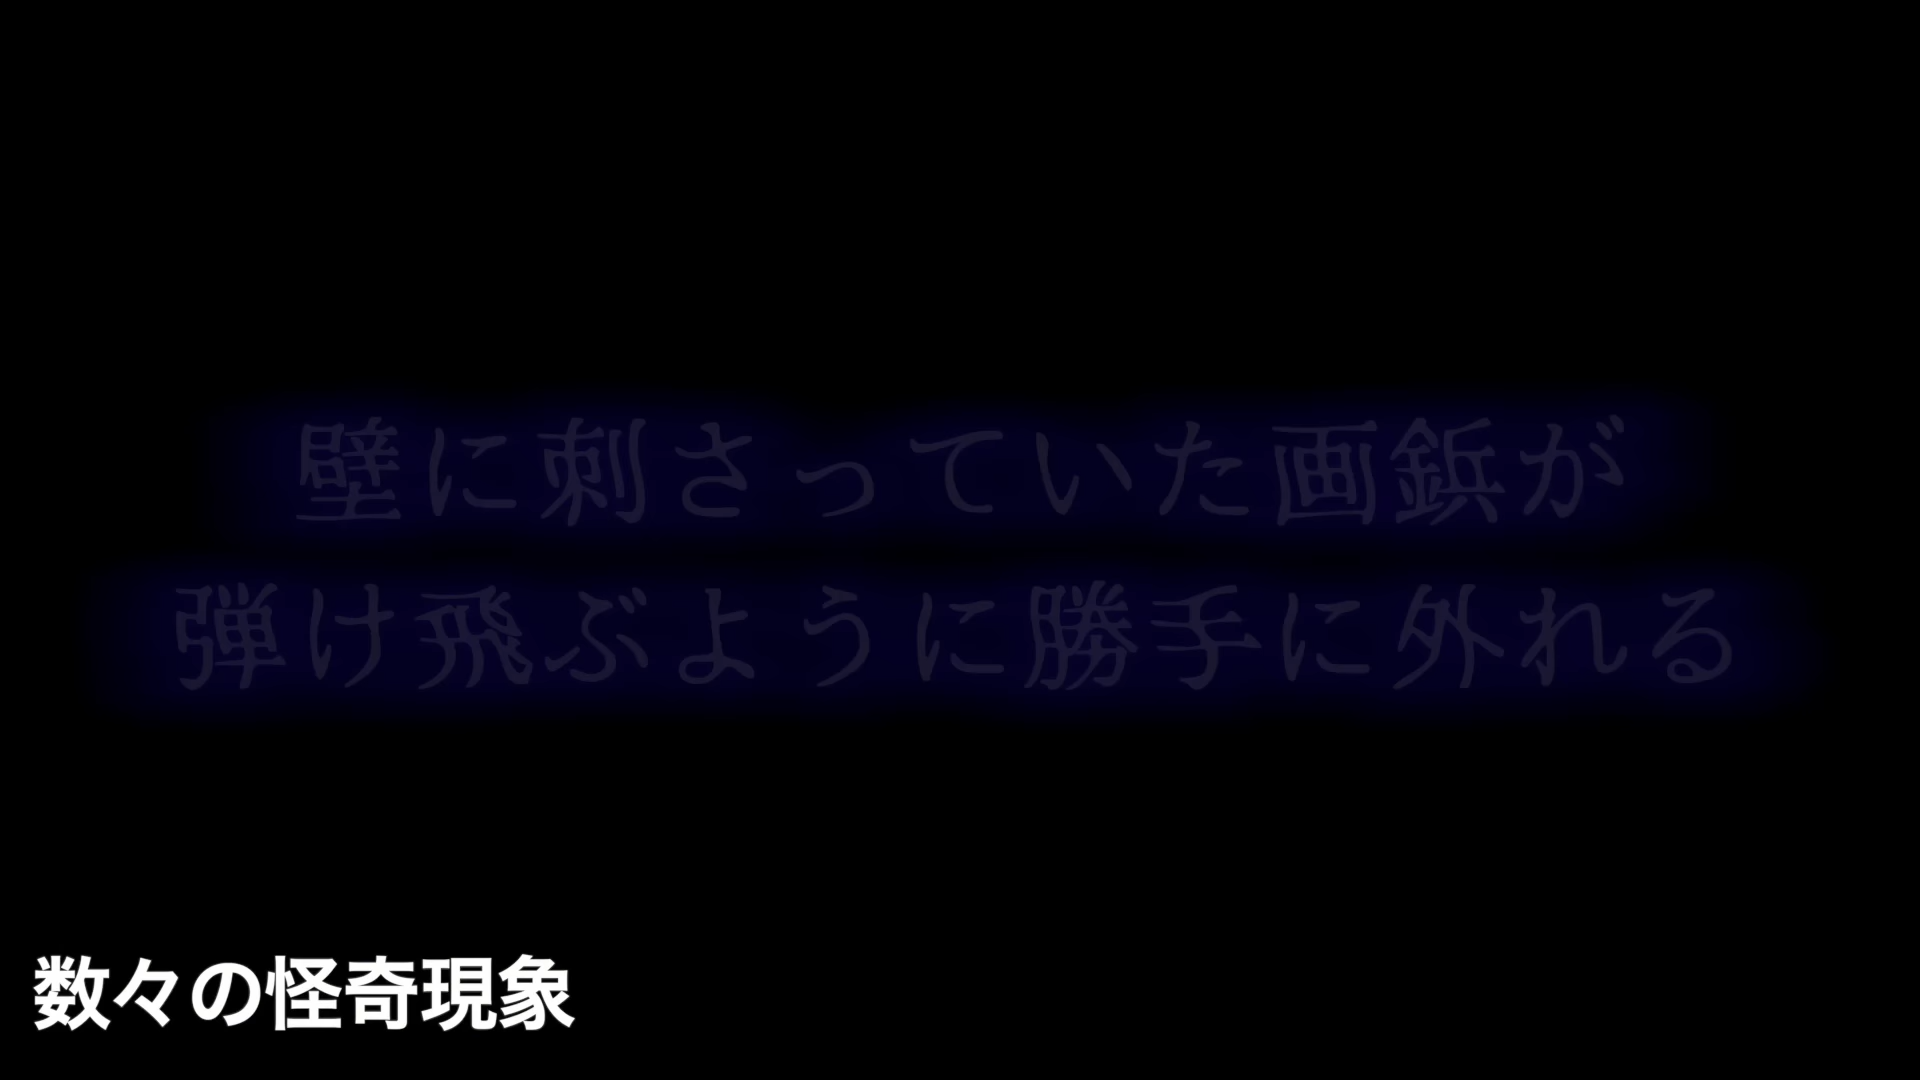 壁に刺さっていた画鋲が
弾け飛ぶように勝手に外れる
数々の怪奇現象